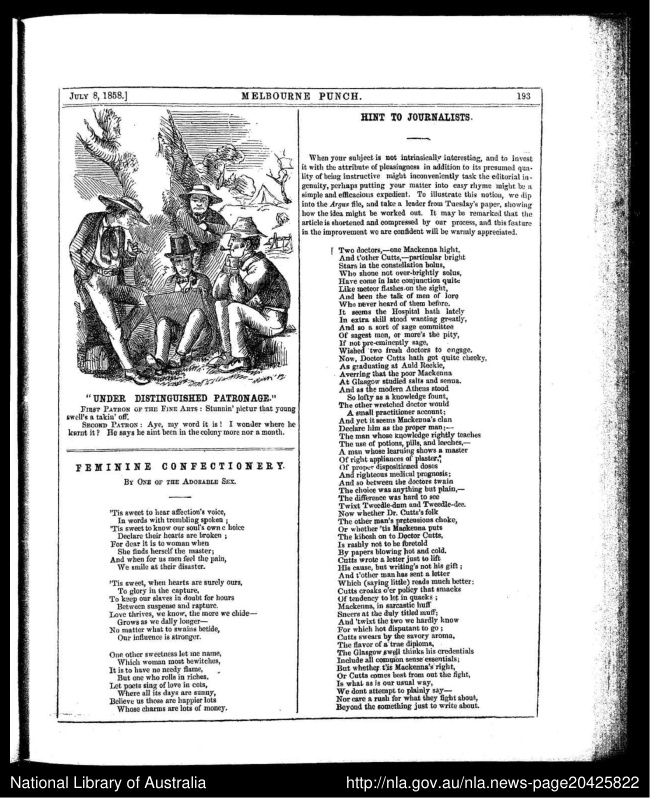 JULY 8, 1858.]
MELBOURNE PUNCH.
193
"UNDER DISTINGUISHED PATRONAGE."
FIRST PATRON OF THE FINE ARTS : Stunnin' pictur that young
swell's a takin' off.
SECOND PATRON : Aye, my word it is ! I wonder where he
learnt it ? He says he aint been in the colony more nor a month.
FEMININE CONFECTIONERY.
BY ONE OF THE ADORABLE SEX.
'Tis sweet to hear affection's voice,
In words with trembling spoken ;
'Tis sweet to know our soul's own choice
Declare their hearts are broken ;
For dear it is to woman when
She finds herself the master;
And when for us men feel the pain,
We smile at their disaster.
'Tis sweet, when hearts are surely ours,
To glory in the capture,
To keep our slaves in doubt for hours
Between suspense and rapture.
Love thrives, we know, the more we chide—
Grows as we dally longer—
No matter what to swains betide,
Our influence is stronger.
One other sweetness let me name,
Which woman most bewitches,
It is to have no needy flame,
But one who rolls in riches.
Let poets sing of love in cots,
Where all its days are sunny,
Believe us these are happier lots
Whose charms are lots of money.
HINT TO JOURNALISTS.
When your subject is not intrinsically interesting, and to invest
it with the attribute of pleasingness in addition to its presumed qua-
lity of being instructive might inconveniently task the editorial in-
genuity, perhaps putting your matter into easy rhyme might be a
simple and efficacious expedient. To illustrate this notion, we dip
into the Argus file, and take a leader from Tuesday's paper, showing
how the idea might be worked out. It may be remarked that the
article is shortened and compressed by our process, and this feature
in the improvement we are confident will be warmly appreciated.
Two doctors,—one Mackenna hight,
And t'other Cutts,—particular bright
Stars in the constellation bolus,
Who shone not over-brightly solus,
Have come in late conjunction quite
Like meteor flashes on the sight,
And been the talk of men of lore
Who never heard of them before.
It seems the Hospital hath lately
In extra skill stood wanting greatly,
And so a sort of sage committee
Of sagest men, or more's the pity,
If not pre-eminently sage,
Wished two fresh doctors to engage.
Now, Doctor Cutts hath got quite cheeky,
As graduating at Auld Reekie,
Averring that the poor Mackenna
At Glasgow studied salts and senna.
And as the modern Athens stood
So lofty as a knowledge fount,
The other wretched doctor would
A small practitioner account;
And yet it seems Mackenna's clan
Declare him as the proper man;—
The man whose knowledge rightly teaches
The use of potions, pills, and leeches,—
A man whose learning shows a master
Of right appliances of plaster,
Of proper dispositioned doses
And righteous medical prognosis;
And so between the doctors twain
The choice was anything but plain,—
The difference was hard to see
Twixt Tweedle-dum and Tweedle-dee.
Now whether Dr. Cutts's folk
The other man's pretensions choke,
Or whether 'tis Mackenna puts
The kibosh on to Doctor Cutts,
Is rashly not to be foretold
By papers blowing hot and cold.
Cutts wrote a letter just to lift
His cause, but writing's not his gift ;
And t'other man has sent a letter
Which (saying little) reads much better;
Cutts croaks o'er policy that smacks
Of tendency to let in quacks ;
Mackenna, in sarcastic huff
Sneers at the duly titled muff;
And 'twixt the two we hardly know
For which hot disputant to go ;
Cutts swears by the savory aroma,
The flavor of a true diploma,
The Glasgow swell thinks his credentials
Include all common sense essentials;
But whether t'is Mackenna's right,
Or Cutts comes best from out the fight,
Is what as is our usual way,
We dont attempt to plainly say—
Nor care a rush for what they fight about,
Beyond the something just to write about.
National Library of Australia
http://nla.gov.au/nla.news-page20425822